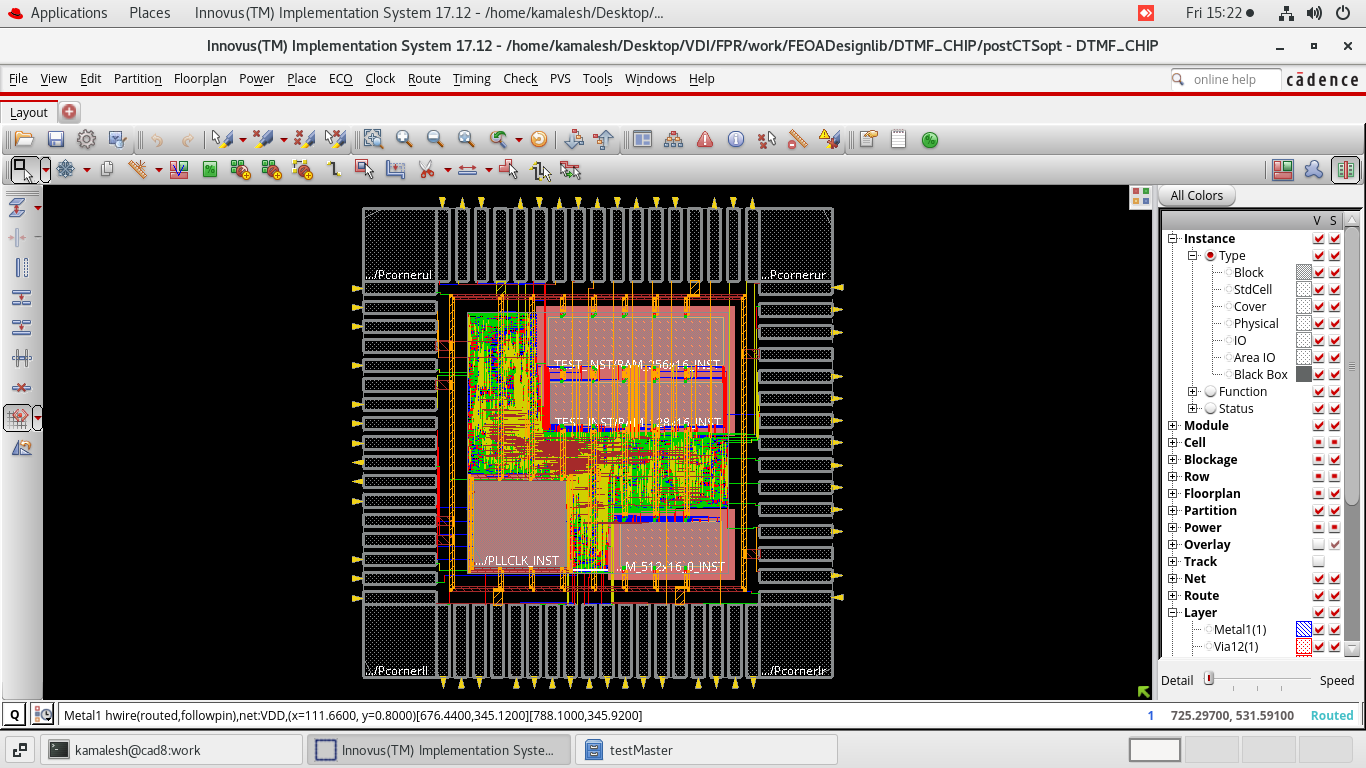 Applications Places Innovus(TM) Implementation System 17.12 - /home/kamalesh/Desktop/... Fri 15:22
Innovus(TM) Implementation System 17.12 - /home/kamalesh/Desktop/VDI/FPR/work/FEOADesignlib/DTMF_CHIP/postCTSopt - DTMF_CHIP
File View Edit Partition Floorplan Power Place ECO Clock Route Timing Check PVS Tools Windows Help online help cādence
Layout
All Colors
V S
Instance
Type
Block
StdCell
Cover
Physical
IO
Area IO
Black Box
Function
Status
Module
Cell
Blockage
Row
Floorplan
Partition
Power
Overlay
Track
Net
Route
Layer
Metal1(1)
Via12(1)
Detail Speed
.../Pcornerul
...Pcornerur
TEST_INST/RAM_256x16_INST
.../PLLCLK_INST
.../Pcornerll
.../Pcornerlr
Q Metal1 hwire(routed,followpin),net:VDD,(x=111.6600, y=0.8000)[676.4400,345.1200][788.1000,345.9200] 1 725.29700, 531.59100 Routed
kamalesh@cad8:work Innovus(TM) Implementation Syste... testMaster